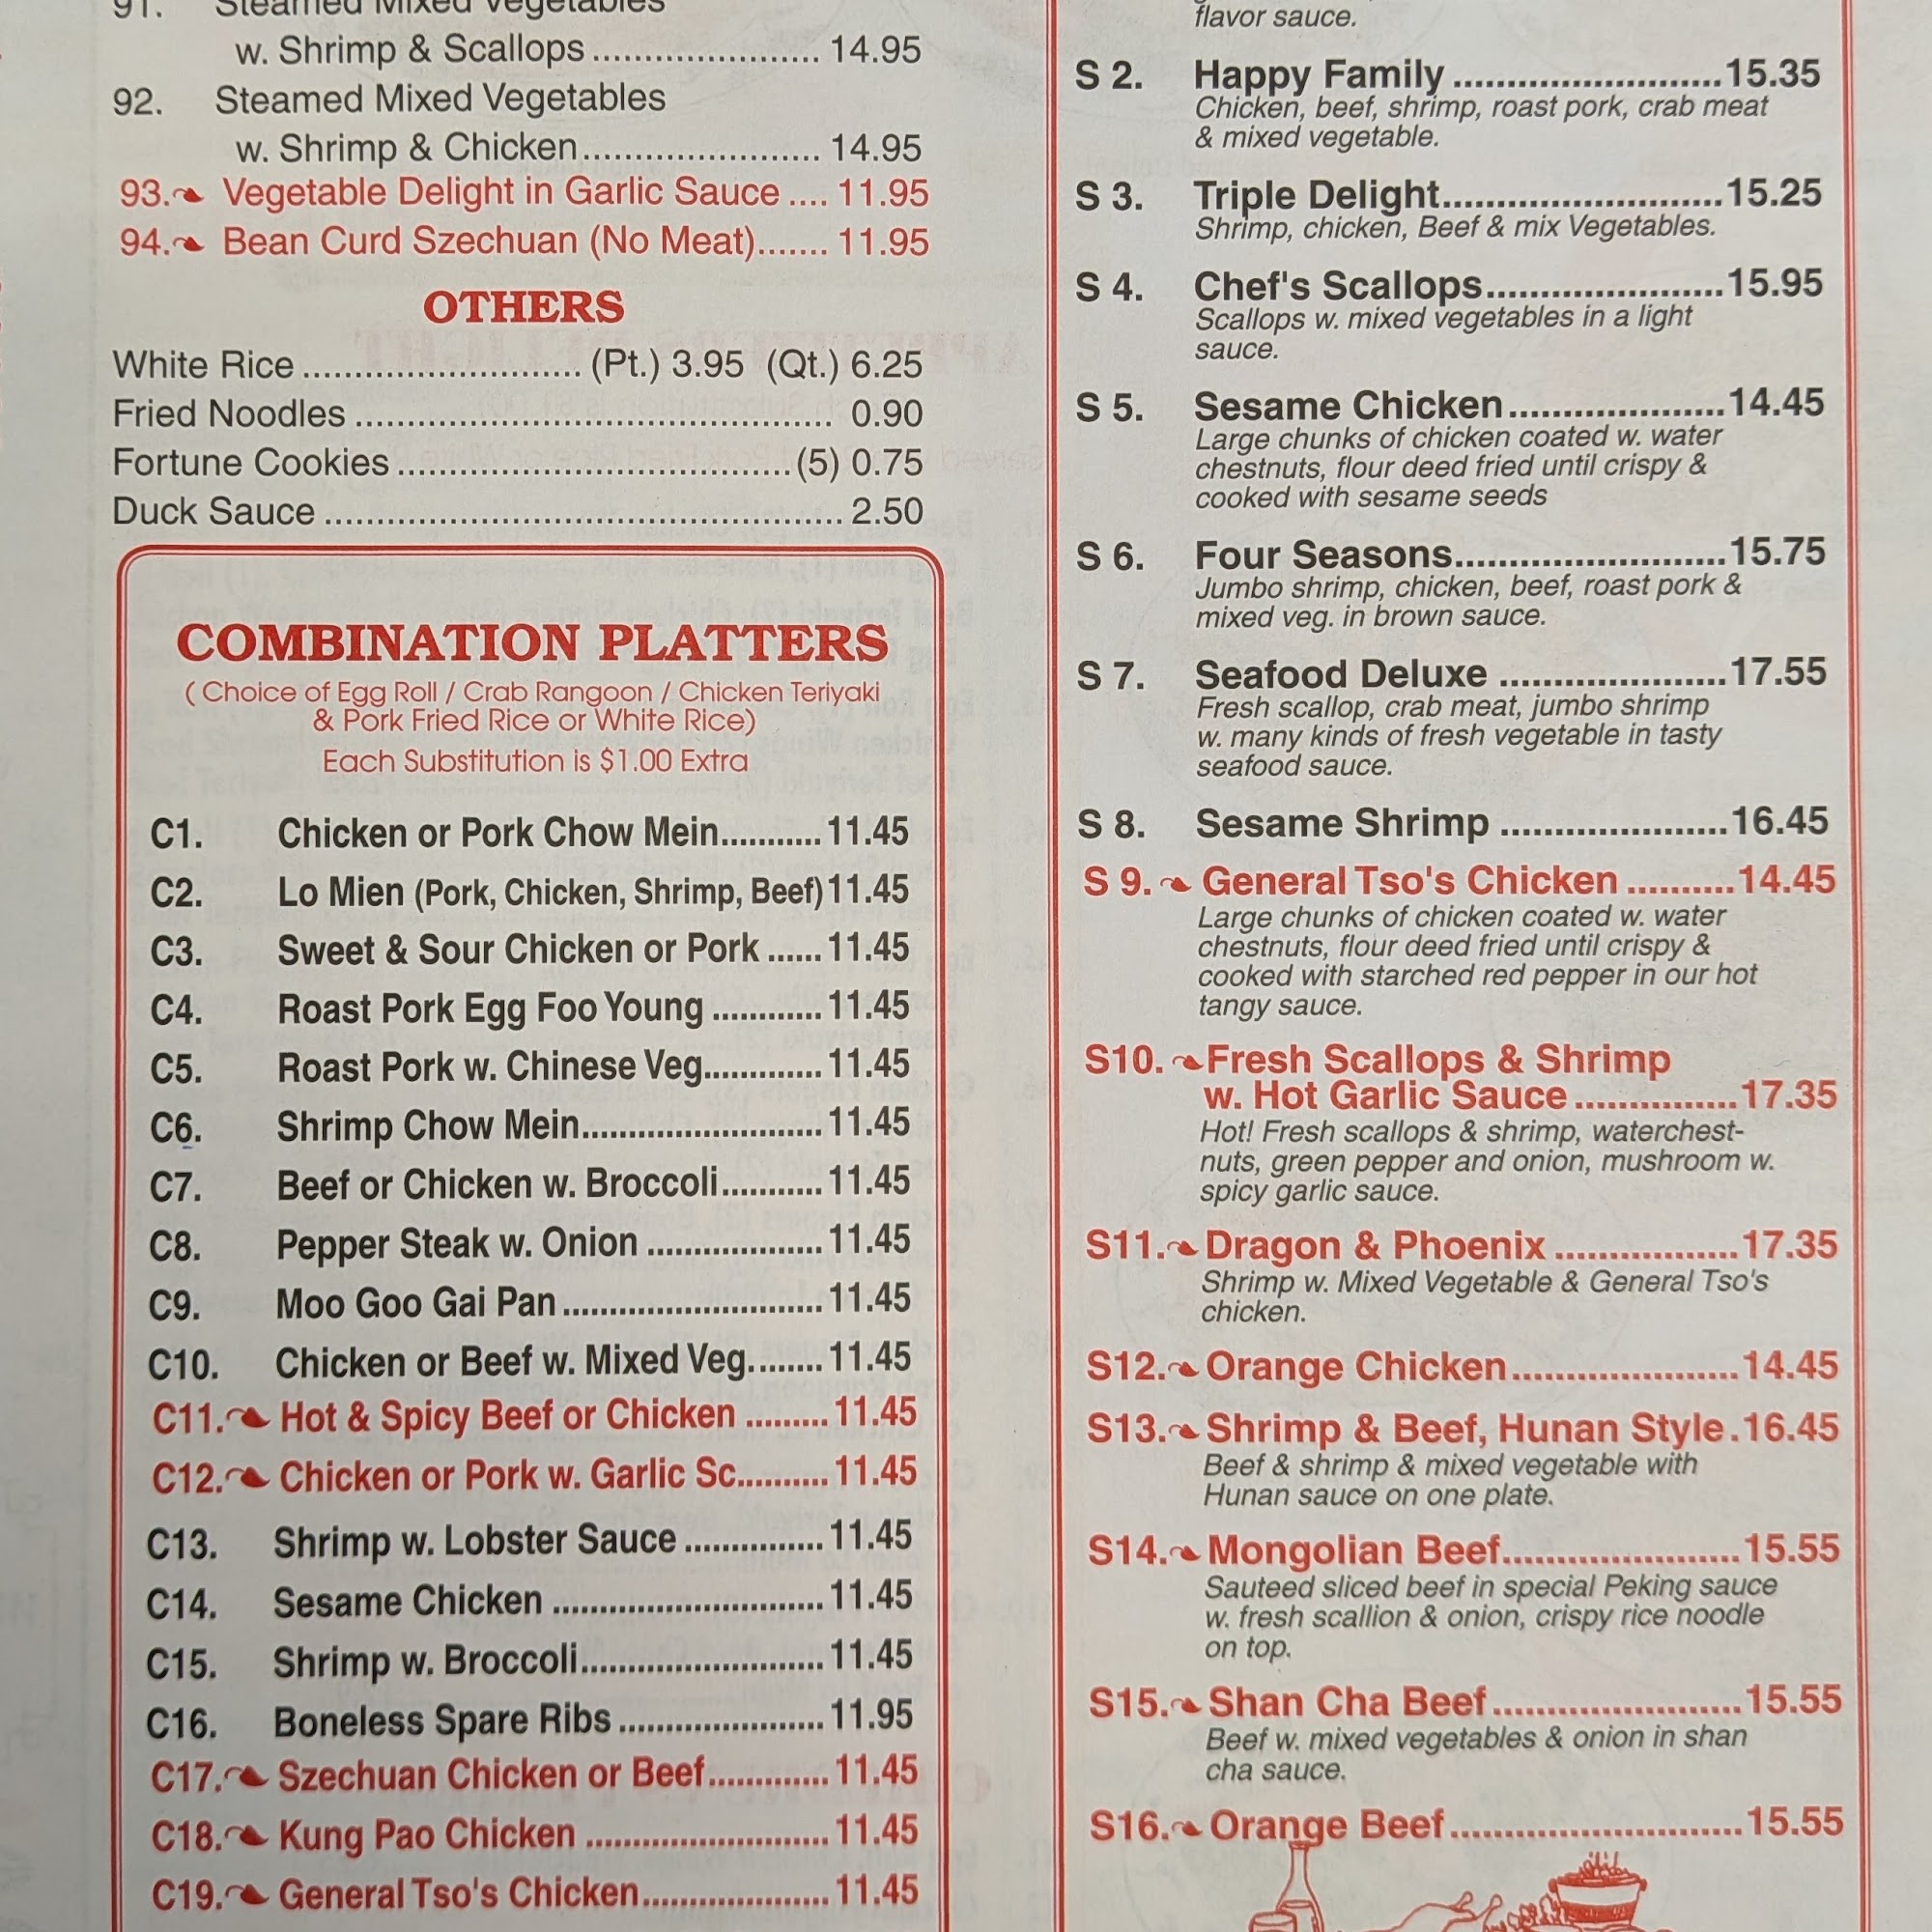 91. Steamed Mixed Vegetables
w. Shrimp & Scallops ...................... 14.95
92. Steamed Mixed Vegetables
w. Shrimp & Chicken....................... 14.95
93. Vegetable Delight in Garlic Sauce .... 11.95
94. Bean Curd Szechuan (No Meat)....... 11.95
OTHERS
White Rice ........................... (Pt.) 3.95 (Qt.) 6.25
Fried Noodles .............................................. 0.90
Fortune Cookies ......................................(5) 0.75
Duck Sauce .................................................. 2.50
COMBINATION PLATTERS
( Choice of Egg Roll / Crab Rangoon / Chicken Teriyaki
& Pork Fried Rice or White Rice)
Each Substitution is $1.00 Extra
C1. Chicken or Pork Chow Mein...........11.45
C2. Lo Mien (Pork, Chicken, Shrimp, Beef)11.45
C3. Sweet & Sour Chicken or Pork ......11.45
C4. Roast Pork Egg Foo Young ............11.45
C5. Roast Pork w. Chinese Veg.............11.45
C6. Shrimp Chow Mein..........................11.45
C7. Beef or Chicken w. Broccoli...........11.45
C8. Pepper Steak w. Onion ...................11.45
C9. Moo Goo Gai Pan ............................11.45
C10. Chicken or Beef w. Mixed Veg.........11.45
C11. Hot & Spicy Beef or Chicken .........11.45
C12. Chicken or Pork w. Garlic Sc..........11.45
C13. Shrimp w. Lobster Sauce ...............11.45
C14. Sesame Chicken .............................11.45
C15. Shrimp w. Broccoli..........................11.45
C16. Boneless Spare Ribs ......................11.95
C17. Szechuan Chicken or Beef.............11.45
C18. Kung Pao Chicken ..........................11.45
C19. General Tso's Chicken....................11.45
flavor sauce.
S 2. Happy Family ..........................15.35
Chicken, beef, shrimp, roast pork, crab meat
& mixed vegetable.
S 3. Triple Delight...........................15.25
Shrimp, chicken, Beef & mix Vegetables.
S 4. Chef's Scallops.......................15.95
Scallops w. mixed vegetables in a light
sauce.
S 5. Sesame Chicken.....................14.45
Large chunks of chicken coated w. water
chestnuts, flour deed fried until crispy &
cooked with sesame seeds
S 6. Four Seasons..........................15.75
Jumbo shrimp, chicken, beef, roast pork &
mixed veg. in brown sauce.
S 7. Seafood Deluxe ......................17.55
Fresh scallop, crab meat, jumbo shrimp
w. many kinds of fresh vegetable in tasty
seafood sauce.
S 8. Sesame Shrimp ......................16.45
S 9. General Tso's Chicken ..........14.45
Large chunks of chicken coated w. water
chestnuts, flour deed fried until crispy &
cooked with starched red pepper in our hot
tangy sauce.
S10. Fresh Scallops & Shrimp
w. Hot Garlic Sauce ................17.35
Hot! Fresh scallops & shrimp, waterchest-
nuts, green pepper and onion, mushroom w.
spicy garlic sauce.
S11. Dragon & Phoenix ..................17.35
Shrimp w. Mixed Vegetable & General Tso's
chicken.
S12. Orange Chicken......................14.45
S13. Shrimp & Beef, Hunan Style.16.45
Beef & shrimp & mixed vegetable with
Hunan sauce on one plate.
S14. Mongolian Beef.......................15.55
Sauteed sliced beef in special Peking sauce
w. fresh scallion & onion, crispy rice noodle
on top.
S15. Shan Cha Beef........................15.55
Beef w. mixed vegetables & onion in shan
cha sauce.
S16. Orange Beef............................15.55